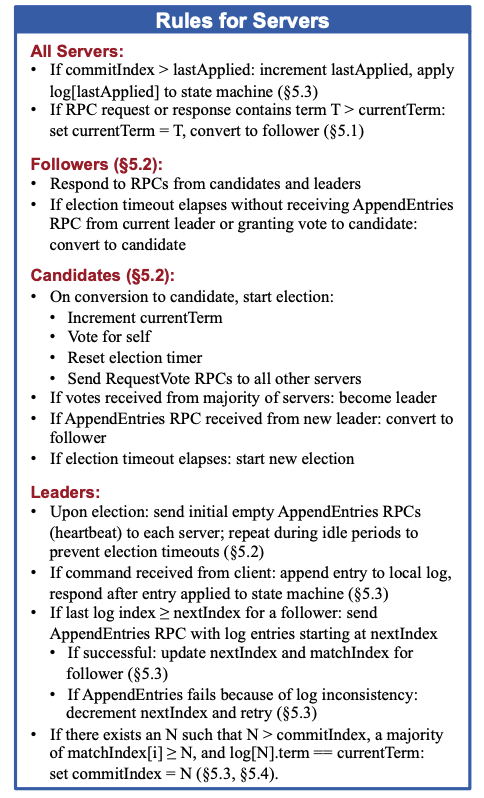 Rules for Servers
All Servers:
• If commitIndex > lastApplied: increment lastApplied, apply
log[lastApplied] to state machine (§5.3)
• If RPC request or response contains term T > currentTerm:
set currentTerm = T, convert to follower (§5.1)
Followers (§5.2):
• Respond to RPCs from candidates and leaders
• If election timeout elapses without receiving AppendEntries
RPC from current leader or granting vote to candidate:
convert to candidate
Candidates (§5.2):
• On conversion to candidate, start election:
• Increment currentTerm
• Vote for self
• Reset election timer
• Send RequestVote RPCs to all other servers
• If votes received from majority of servers: become leader
• If AppendEntries RPC received from new leader: convert to
follower
• If election timeout elapses: start new election
Leaders:
• Upon election: send initial empty AppendEntries RPCs
(heartbeat) to each server; repeat during idle periods to
prevent election timeouts (§5.2)
• If command received from client: append entry to local log,
respond after entry applied to state machine (§5.3)
• If last log index ≥ nextIndex for a follower: send
AppendEntries RPC with log entries starting at nextIndex
• If successful: update nextIndex and matchIndex for
follower (§5.3)
• If AppendEntries fails because of log inconsistency:
decrement nextIndex and retry (§5.3)
• If there exists an N such that N > commitIndex, a majority
of matchIndex[i] ≥ N, and log[N].term == currentTerm:
set commitIndex = N (§5.3, §5.4).